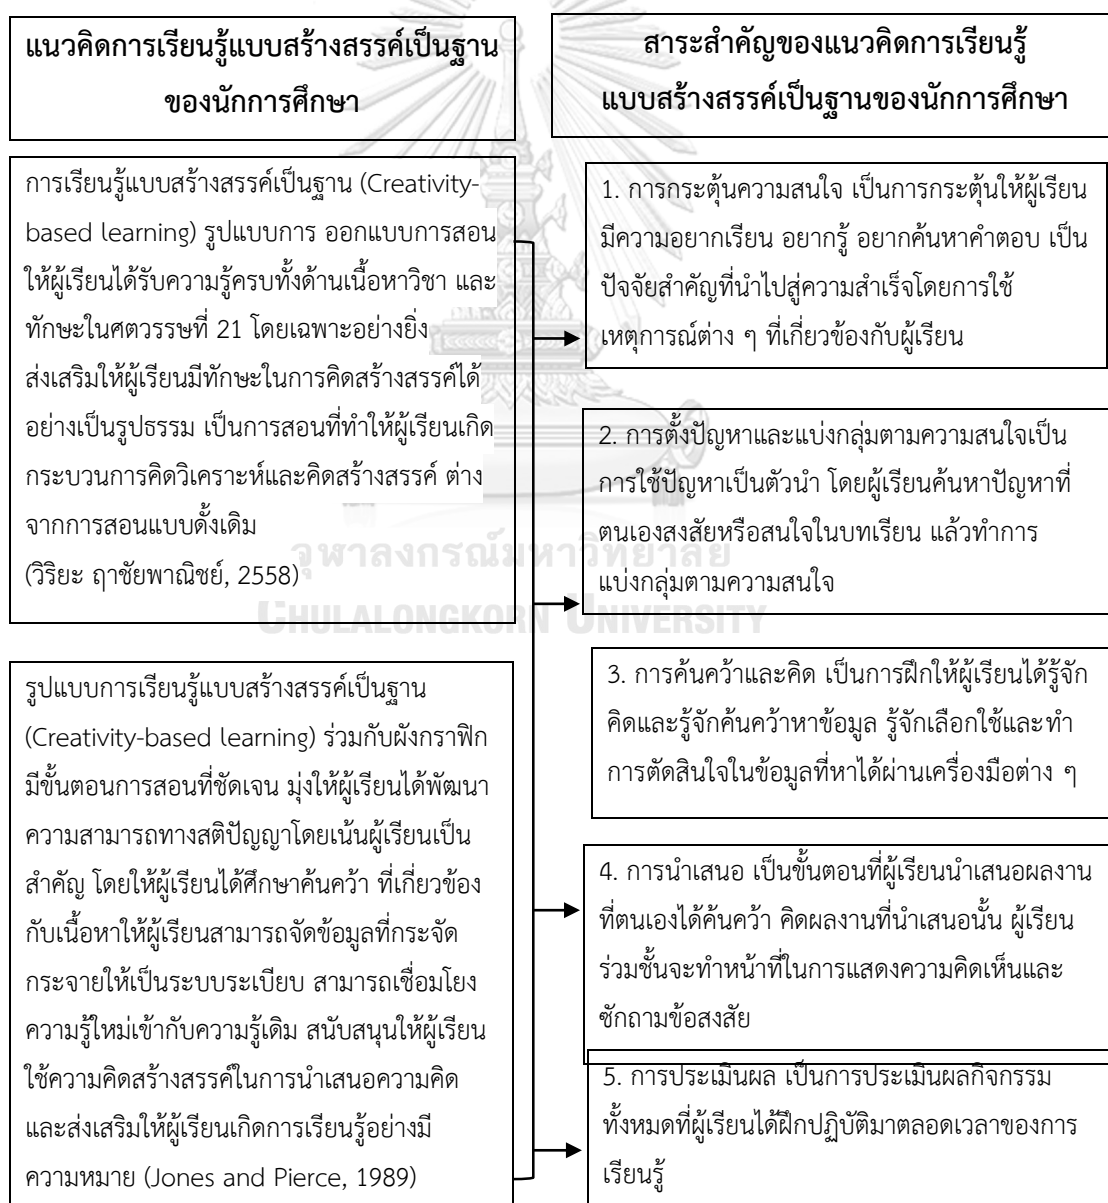 แนวคิดการเรียนรู้แบบสร้างสรรค์เป็นฐาน
ของนักการศึกษา
สาระสำคัญของแนวคิดการเรียนรู้
แบบสร้างสรรค์เป็นฐานของนักการศึกษา
การเรียนรู้แบบสร้างสรรค์เป็นฐาน (Creativity-
based learning) รูปแบบการ ออกแบบการสอน
ให้ผู้เรียนได้รับความรู้ครบทั้งด้านเนื้อหาวิชา และ
ทักษะในศตวรรษที่ 21 โดยเฉพาะอย่างยิ่ง
ส่งเสริมให้ผู้เรียนมีทักษะในการคิดสร้างสรรค์ได้
อย่างเป็นรูปธรรม เป็นการสอนที่ทำให้ผู้เรียนเกิด
กระบวนการคิดวิเคราะห์และคิดสร้างสรรค์ ต่าง
จากการสอนแบบดั้งเดิม
(วิริยะ ฤาชัยพาณิชย์, 2558)
รูปแบบการเรียนรู้แบบสร้างสรรค์เป็นฐาน
(Creativity-based learning) ร่วมกับผังกราฟิก
มีขั้นตอนการสอนที่ชัดเจน มุ่งให้ผู้เรียนได้พัฒนา
ความสามารถทางสติปัญญาโดยเน้นผู้เรียนเป็น
สำคัญ โดยให้ผู้เรียนได้ศึกษาค้นคว้า ที่เกี่ยวข้อง
กับเนื้อหาให้ผู้เรียนสามารถจัดข้อมูลที่กระจัด
กระจายให้เป็นระบบระเบียบ สามารถเชื่อมโยง
ความรู้ใหม่เข้ากับความรู้เดิม สนับสนุนให้ผู้เรียน
ใช้ความคิดสร้างสรรค์ในการนำเสนอความคิด
และส่งเสริมให้ผู้เรียนเกิดการเรียนรู้อย่างมี
ความหมาย (Jones and Pierce, 1989)
1. การกระตุ้นความสนใจ เป็นการกระตุ้นให้ผู้เรียน
มีความอยากเรียน อยากรู้ อยากค้นหาคำตอบ เป็น
ปัจจัยสำคัญที่นำไปสู่ความสำเร็จโดยการใช้
เหตุการณ์ต่าง ๆ ที่เกี่ยวข้องกับผู้เรียน
2. การตั้งปัญหาและแบ่งกลุ่มตามความสนใจเป็น
การใช้ปัญหาเป็นตัวนำ โดยผู้เรียนค้นหาปัญหาที่
ตนเองสงสัยหรือสนใจในบทเรียน แล้วทำการ
แบ่งกลุ่มตามความสนใจ
3. การค้นคว้าและคิด เป็นการฝึกให้ผู้เรียนได้รู้จัก
คิดและรู้จักค้นคว้าหาข้อมูล รู้จักเลือกใช้และทำ
การตัดสินใจในข้อมูลที่หาได้ผ่านเครื่องมือต่าง ๆ
4. การนำเสนอ เป็นขั้นตอนที่ผู้เรียนนำเสนอผลงาน
ที่ตนเองได้ค้นคว้า คิดผลงานที่นำเสนอนั้น ผู้เรียน
ร่วมชั้นจะทำหน้าที่ในการแสดงความคิดเห็นและ
ซักถามข้อสงสัย
5. การประเมินผล เป็นการประเมินผลกิจกรรม
ทั้งหมดที่ผู้เรียนได้ฝึกปฏิบัติมาตลอดเวลาของการ
เรียนรู้
จุฬาลงกรณ์มหาวิทยาลัย
CHULALONGKORN UNIVERSITY